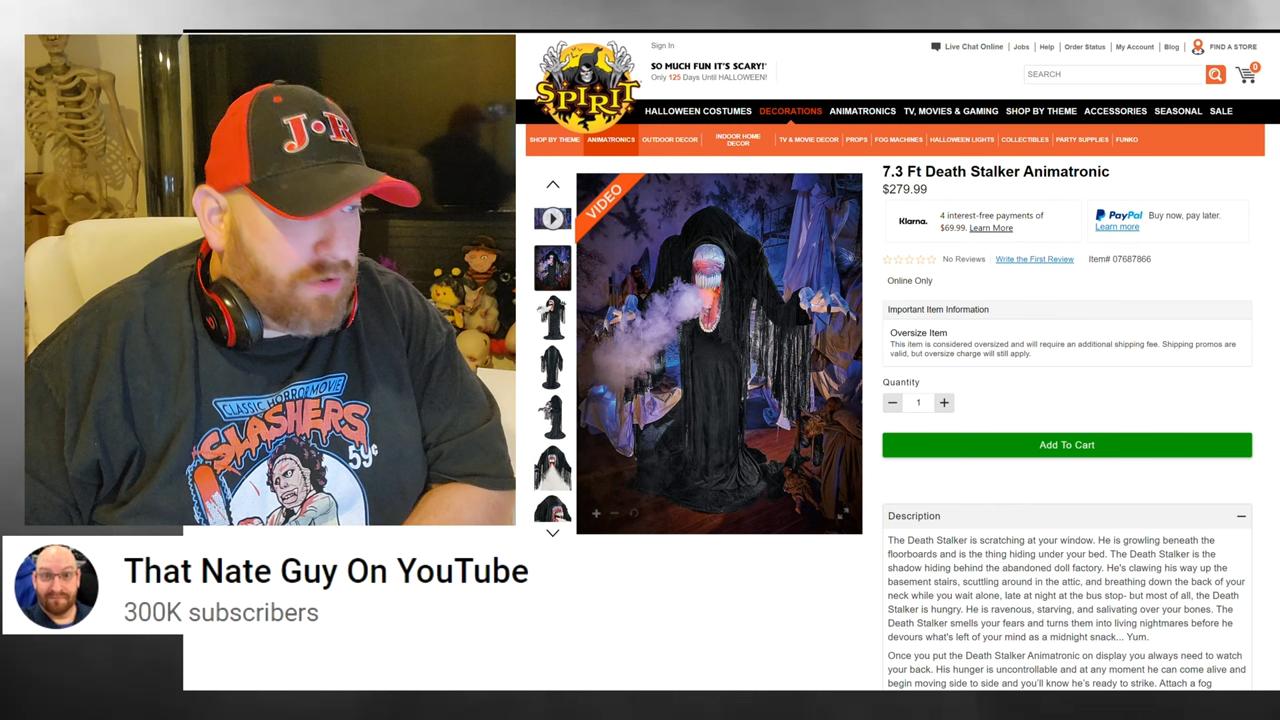 J•R
CLASSIC HORROR MOVIE
SLASHERS
5¢
That Nate Guy On YouTube
300K subscribers
SPIRIT
Sign In
SO MUCH FUN IT'S SCARY!
Only 125 Days Until HALLOWEEN!
Live Chat Online | Jobs | Help | Order Status | My Account | Blog | FIND A STORE
SEARCH
0
HALLOWEEN COSTUMES DECORATIONS ANIMATRONICS TV, MOVIES & GAMING SHOP BY THEME ACCESSORIES SEASONAL SALE
SHOP BY THEME ANIMATRONICS OUTDOOR DECOR INDOOR HOME DECOR TV & MOVIE DECOR PROPS FOG MACHINES HALLOWEEN LIGHTS COLLECTIBLES PARTY SUPPLIES FUNKO
VIDEO
7.3 Ft Death Stalker Animatronic
$279.99
Klarna.
4 interest-free payments of
$69.99. Learn More
PayPal Buy now, pay later.
Learn more
No Reviews Write the First Review Item# 07687866
Online Only
Important Item Information
Oversize Item
This item is considered oversized and will require an additional shipping fee. Shipping promos are
valid, but oversize charge will still apply.
Quantity
− 1 +
Add To Cart
Description
The Death Stalker is scratching at your window. He is growling beneath the
floorboards and is the thing hiding under your bed. The Death Stalker is the
shadow hiding behind the abandoned doll factory. He's clawing his way up the
basement stairs, scuttling around in the attic, and breathing down the back of your
neck while you wait alone, late at night at the bus stop- but most of all, the Death
Stalker is hungry. He is ravenous, starving, and salivating over your bones. The
Death Stalker smells your fears and turns them into living nightmares before he
devours what's left of your mind as a midnight snack... Yum.
Once you put the Death Stalker Animatronic on display you always need to watch
your back. His hunger is uncontrollable and at any moment he can come alive and
begin moving side to side and you'll know he's ready to strike. Attach a fog